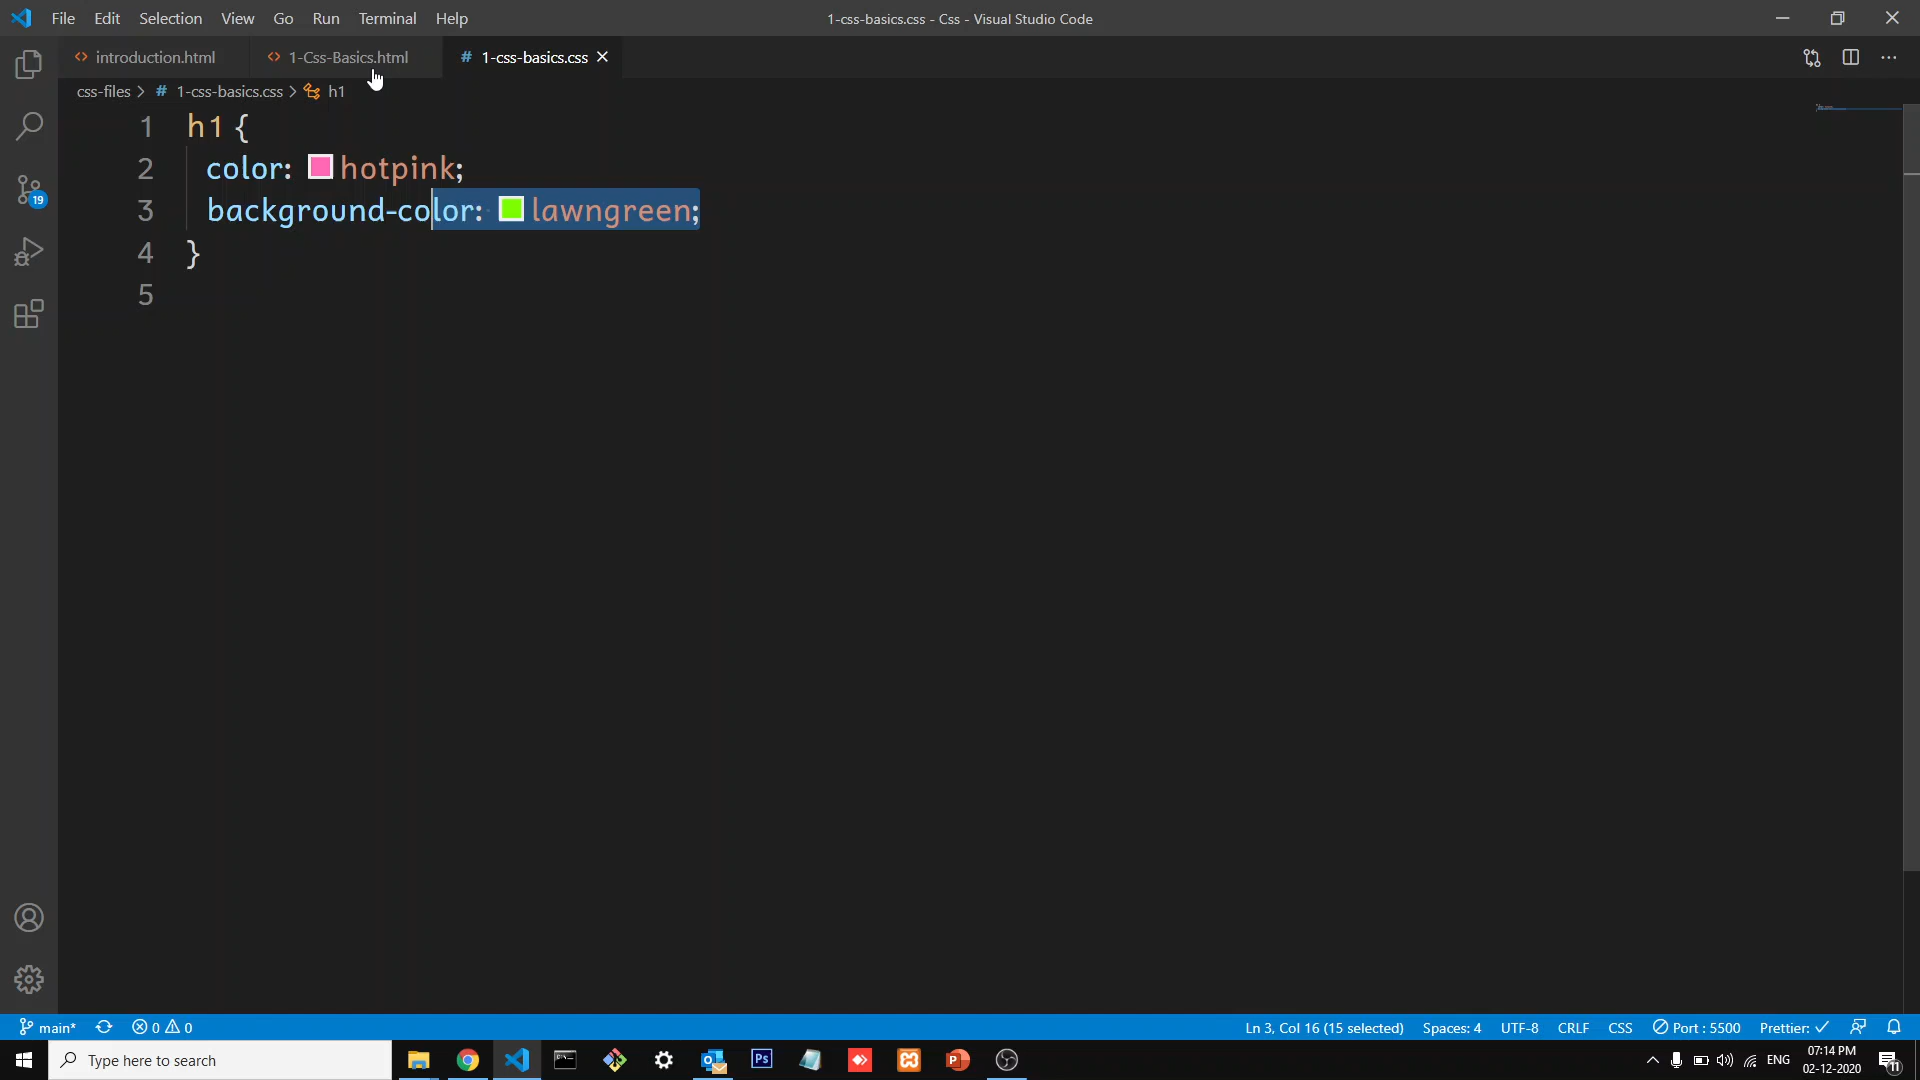 File Edit Selection View Go Run Terminal Help
1-css-basics.css - Css - Visual Studio Code
introduction.html
1-Css-Basics.html
1-css-basics.css
css-files > # 1-css-basics.css > h1
1 h1 {
2 color: hotpink;
3 background-color: lawngreen;
4 }
5
19
main* 0 0
Ln 3, Col 16 (15 selected) Spaces: 4 UTF-8 CRLF CSS Port : 5500 Prettier: ✓
Type here to search
Ps
ENG
07:14 PM
02-12-2020
11